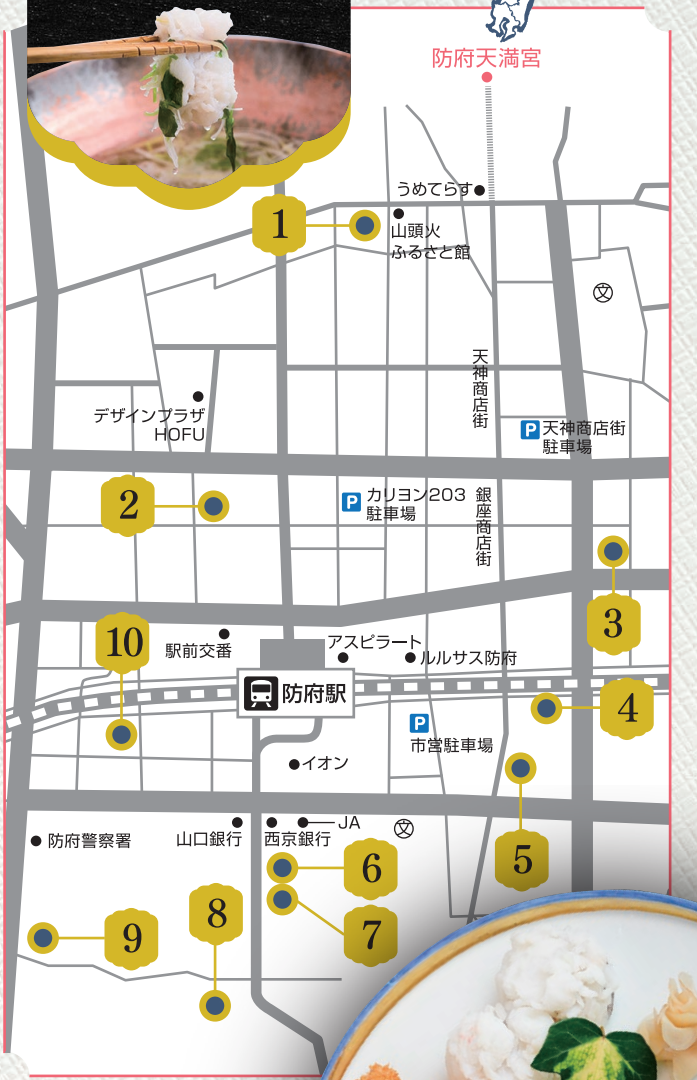 防府天満宮
うめてらす
1
山頭火
ふるさと館
文
天神商店街
デザインプラザ
HOFU
P 天神商店街
駐車場
2
P カリヨン203
駐車場
銀座商店街
3
10
駅前交番
アスピラート
ルルサス防府
防府駅
4
P
市営駐車場
イオン
5
防府警察署
山口銀行
西京銀行
JA
文
6
7
8
9